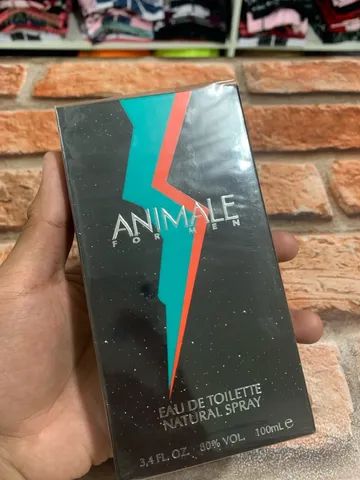 ANIMALE
FOR MEN
EAU DE TOILETTE
NATURAL SPRAY
3,4 FL. OZ. 80% VOL. 100mL e